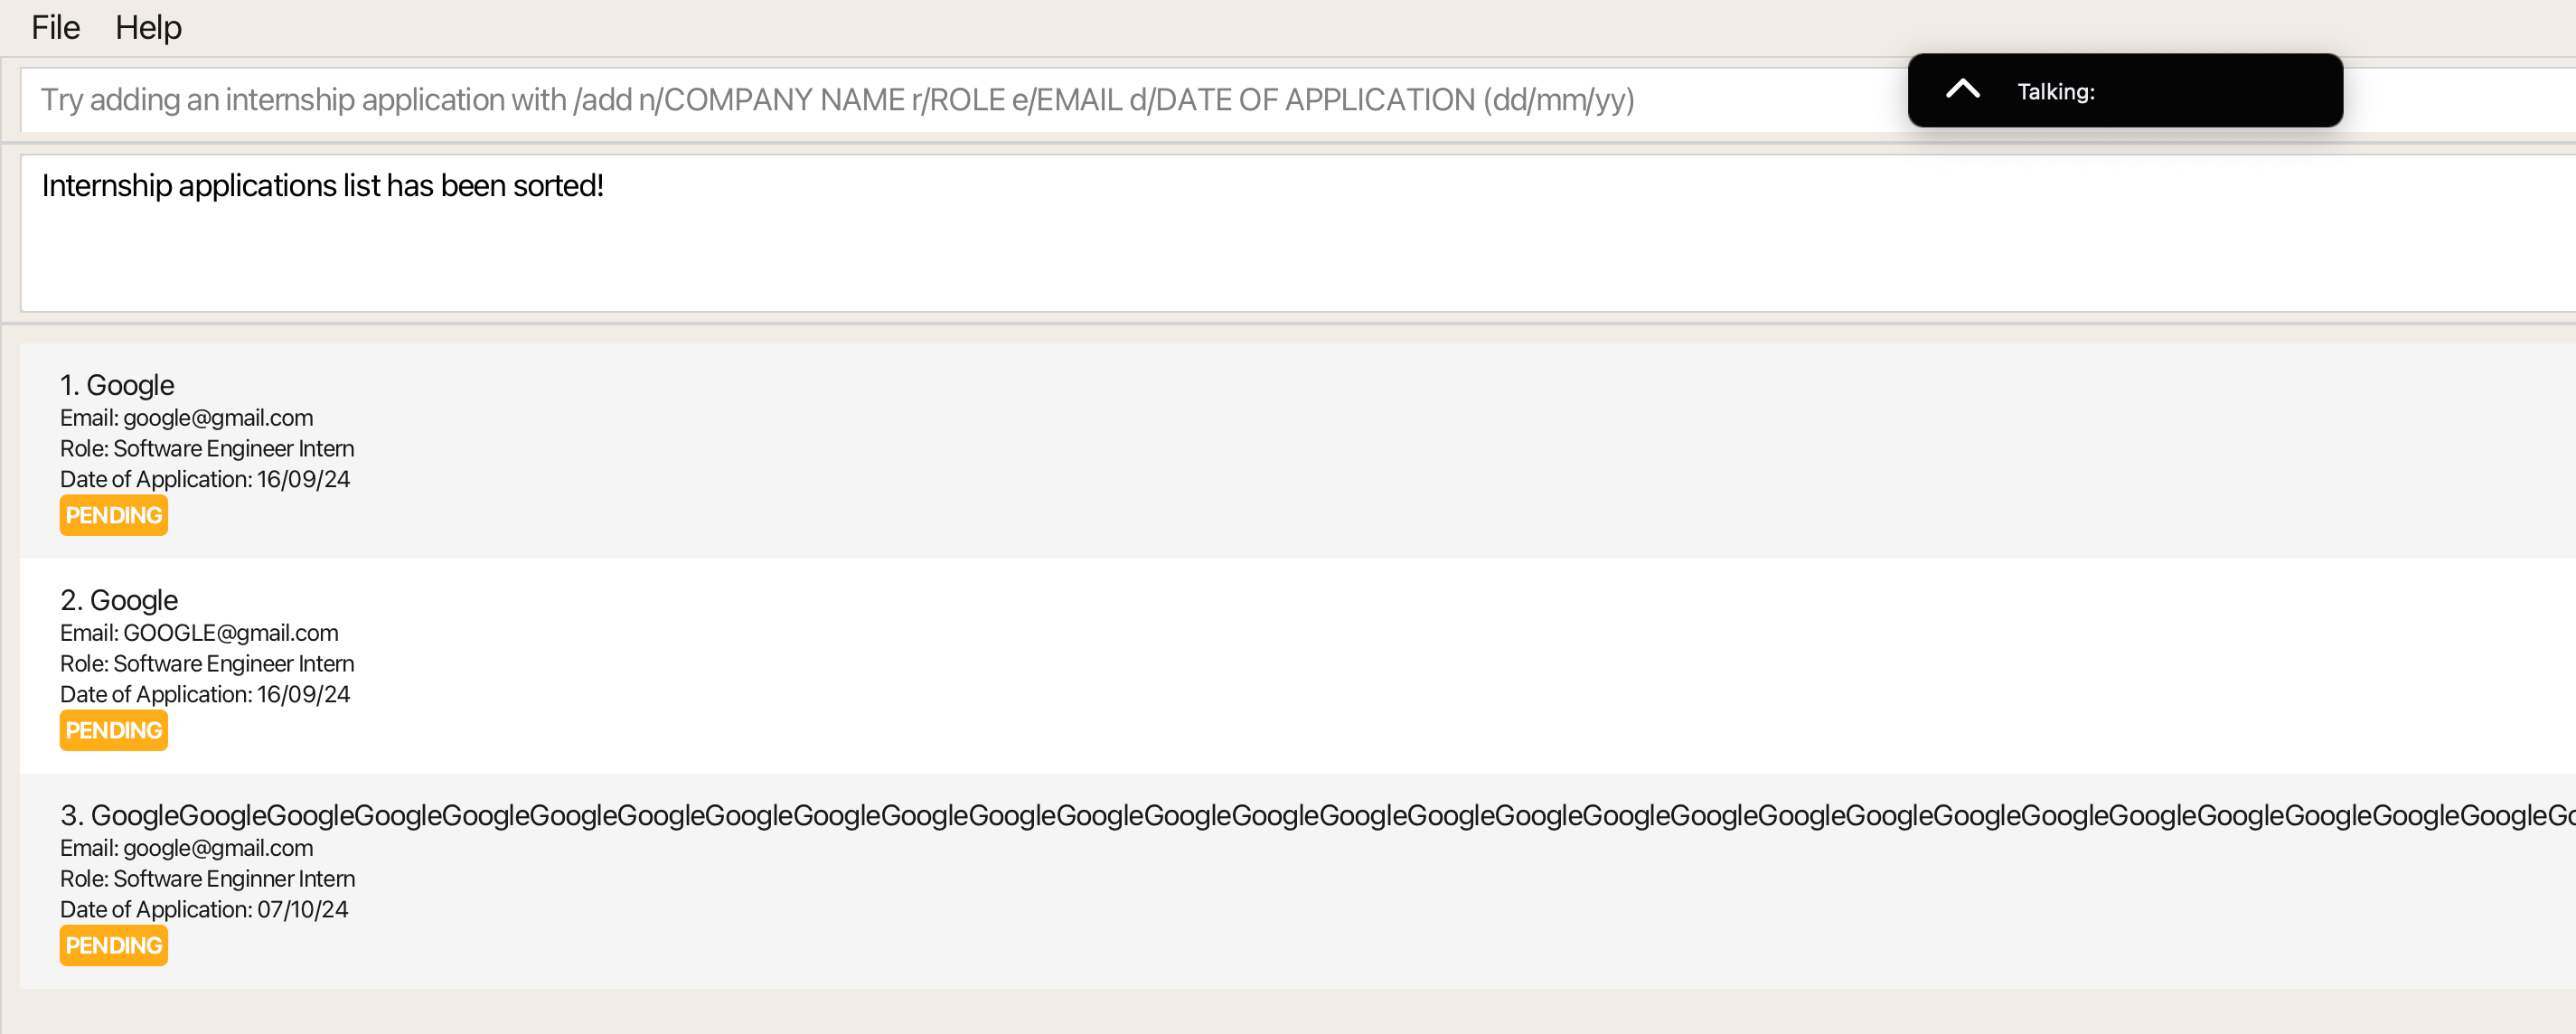 File Help
Try adding an internship application with /add n/COMPANY NAME r/ROLE e/EMAIL d/DATE OF APPLICATION (dd/mm/yy)
Talking:
Internship applications list has been sorted!
1. Google
Email: google@gmail.com
Role: Software Engineer Intern
Date of Application: 16/09/24
PENDING
2. Google
Email: GOOGLE@gmail.com
Role: Software Engineer Intern
Date of Application: 16/09/24
PENDING
3. GoogleGoogleGoogleGoogleGoogleGoogleGoogleGoogleGoogleGoogleGoogleGoogleGoogleGoogleGoogleGoogleGoogleGoogleGoogleGoogleGoogleGoogleGoogleGoogleGoogleGoogleGoogleGoogleGo
Email: google@gmail.com
Role: Software Enginner Intern
Date of Application: 07/10/24
PENDING